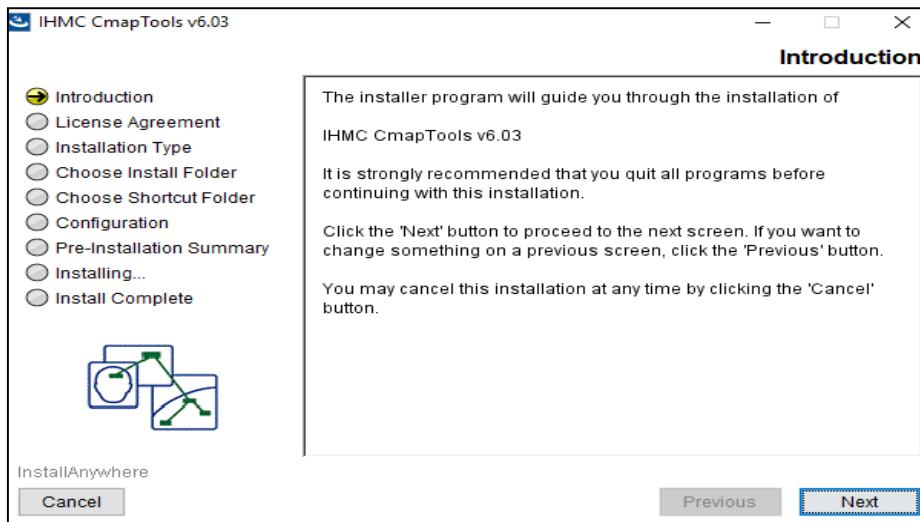 IHMC CmapTools v6.03
Introduction
Introduction
License Agreement
Installation Type
Choose Install Folder
Choose Shortcut Folder
Configuration
Pre-Installation Summary
Installing...
Install Complete
The installer program will guide you through the installation of
IHMC CmapTools v6.03
It is strongly recommended that you quit all programs before
continuing with this installation.
Click the 'Next' button to proceed to the next screen. If you want to
change something on a previous screen, click the 'Previous' button.
You may cancel this installation at any time by clicking the 'Cancel'
button.
InstallAnywhere
Cancel
Previous
Next